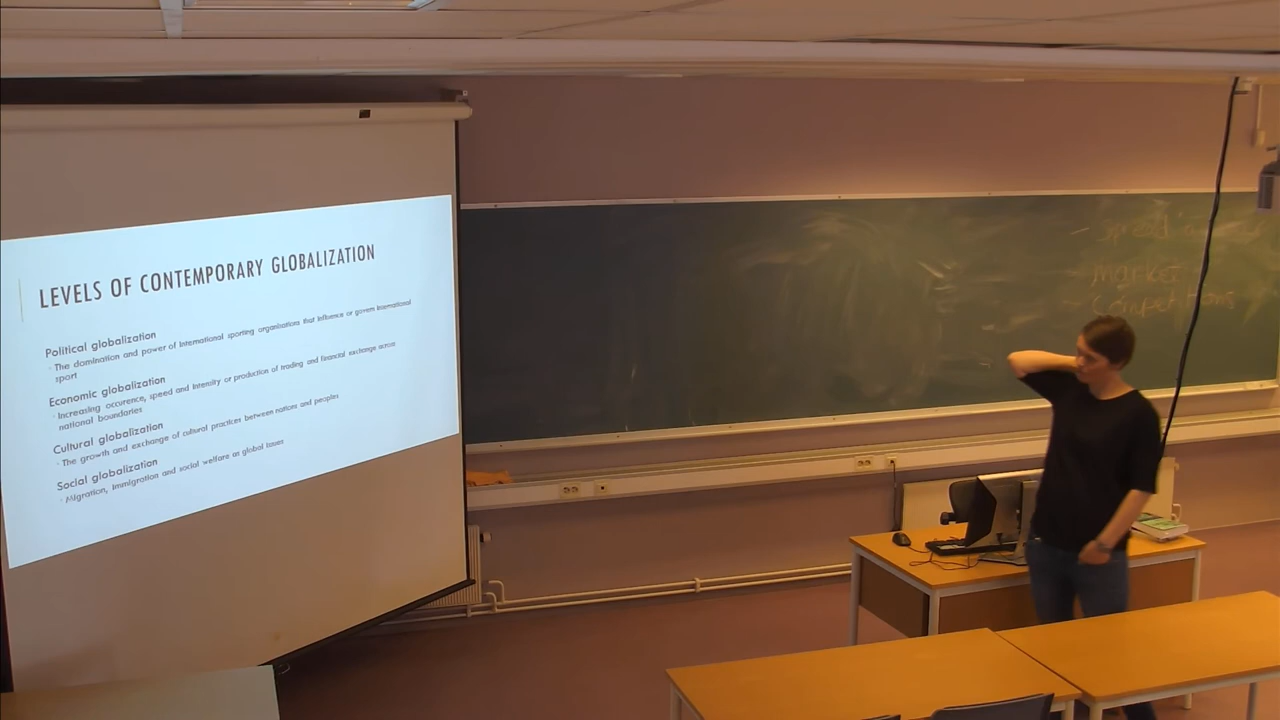 LEVELS OF CONTEMPORARY GLOBALIZATION
Political globalization
The domination and power of international sporting organisations that influence or govern international
sport
Economic globalization
Increasing occurence, speed and intensity or production of trading and financial exchange across
national boundaries
Cultural globalization
The growth and exchange of cultural practices between nations and peoples
Social globalization
Migration, immigration and social welfare as global issues
- Market